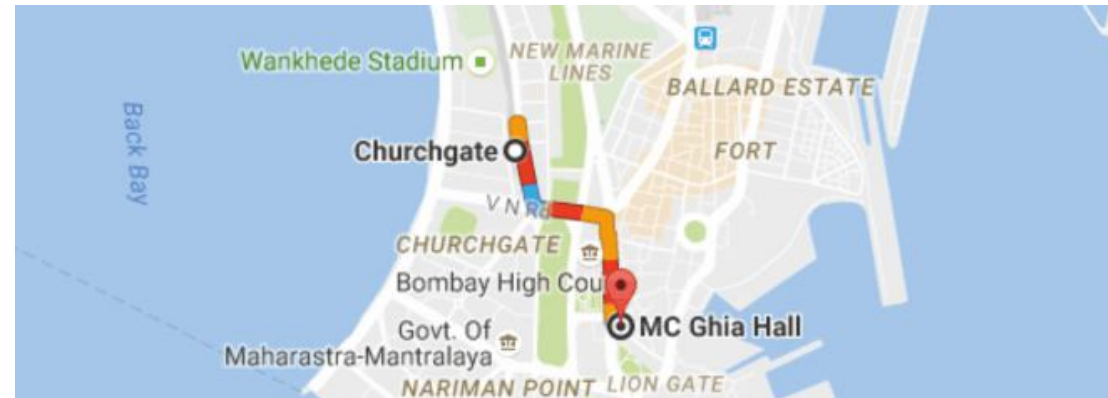 Wankhede Stadium
NEW MARINE
LINES
BALLARD ESTATE
Back Bay
Churchgate
FORT
V N Rd
CHURCHGATE
Bombay High Cou
MC Ghia Hall
Govt. Of
Maharastra-Mantralaya
NARIMAN POINT
LION GATE